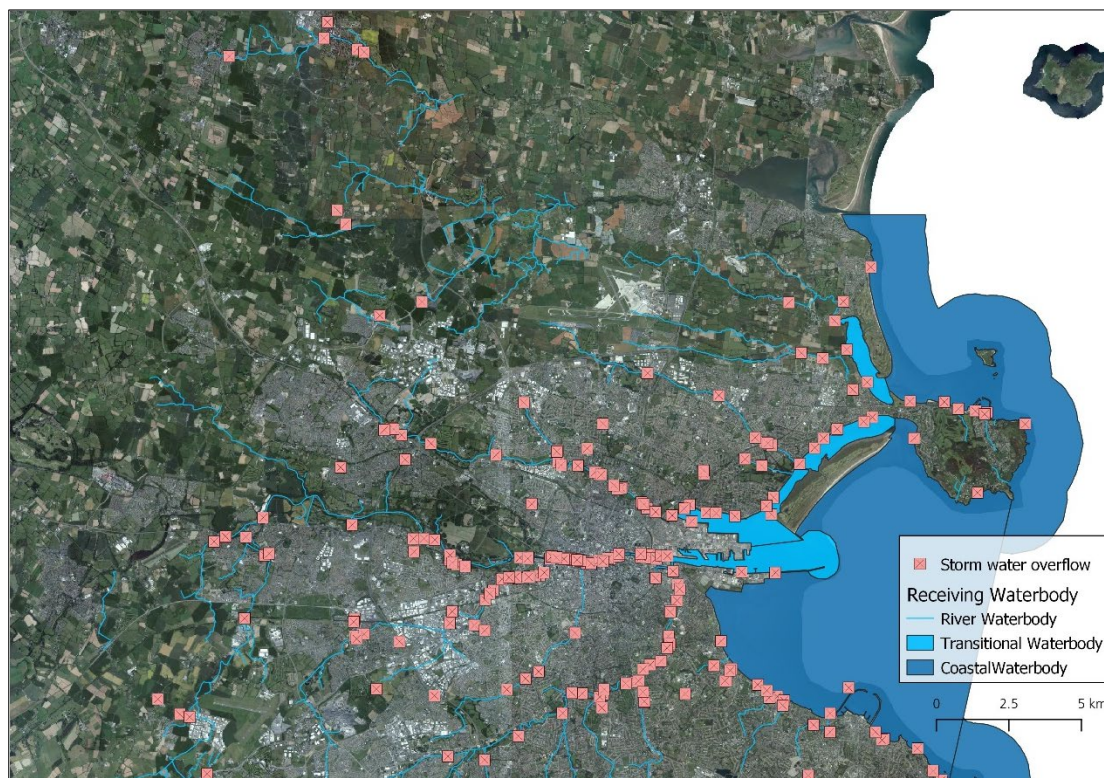 Storm water overflow
Receiving Waterbody
River Waterbody
Transitional Waterbody
CoastalWaterbody
0 2.5 5 km